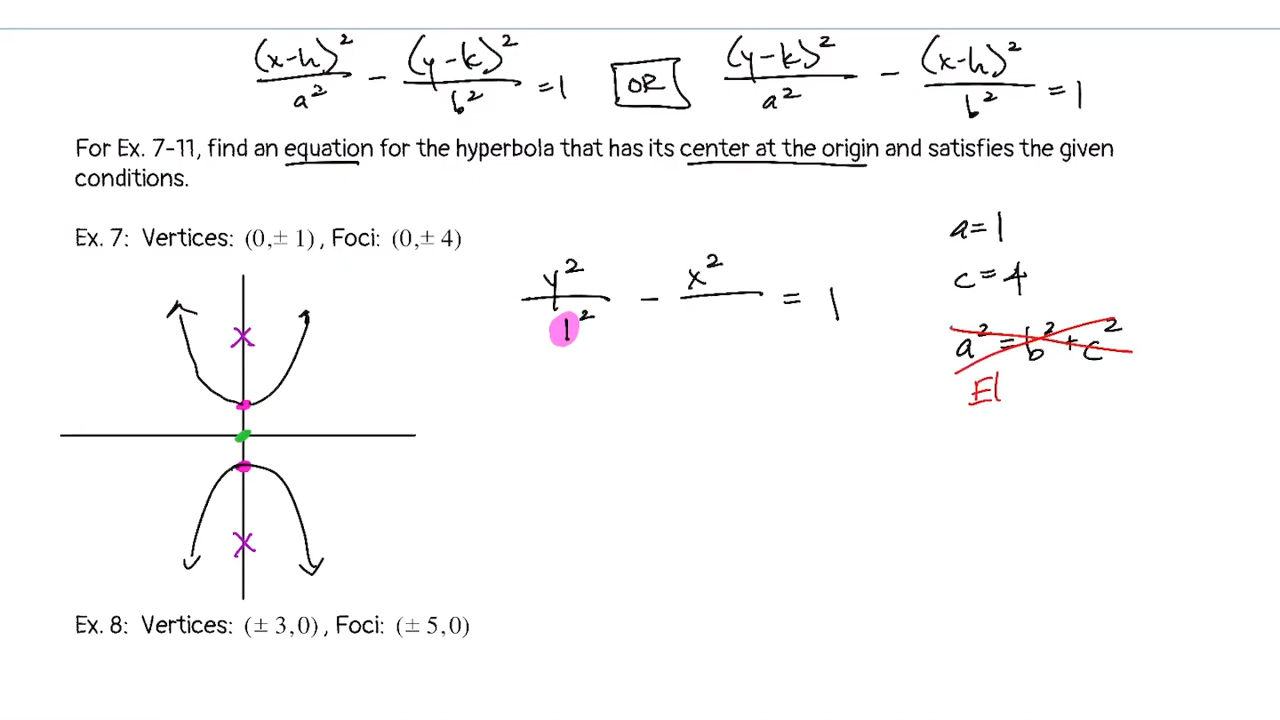 (x-h)²/a² - (y-k)²/b² = 1 OR (y-k)²/a² - (x-h)²/b² = 1
For Ex. 7-11, find an equation for the hyperbola that has its center at the origin and satisfies the given
conditions.
Ex. 7: Vertices: (0,± 1), Foci: (0,± 4)
y²/1² - x²/ = 1
a=1
c=4
a²=b²+c²
El
Ex. 8: Vertices: (± 3,0), Foci: (± 5,0)